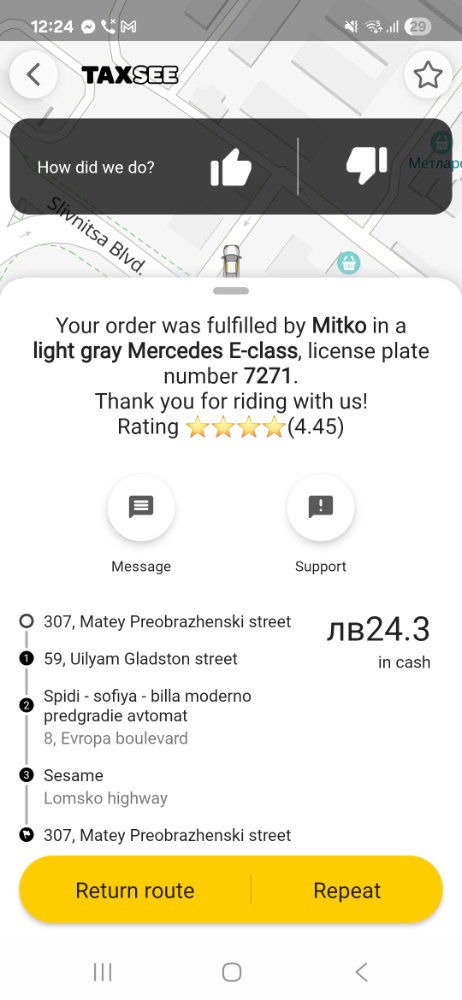 12:24
29
TAXSEE
How did we do?
Slivnitsa Blvd.
Your order was fulfilled by Mitko in a
light gray Mercedes E-class, license plate
number 7271.
Thank you for riding with us!
Rating ⭐⭐⭐⭐(4.45)
Message
Support
307, Matey Preobrazhenski street
лв24.3
in cash
1
59, Uilyam Gladston street
2
Spidi - sofiya - billa moderno
predgradie avtomat
8, Evropa boulevard
3
Sesame
Lomsko highway
307, Matey Preobrazhenski street
Return route
Repeat